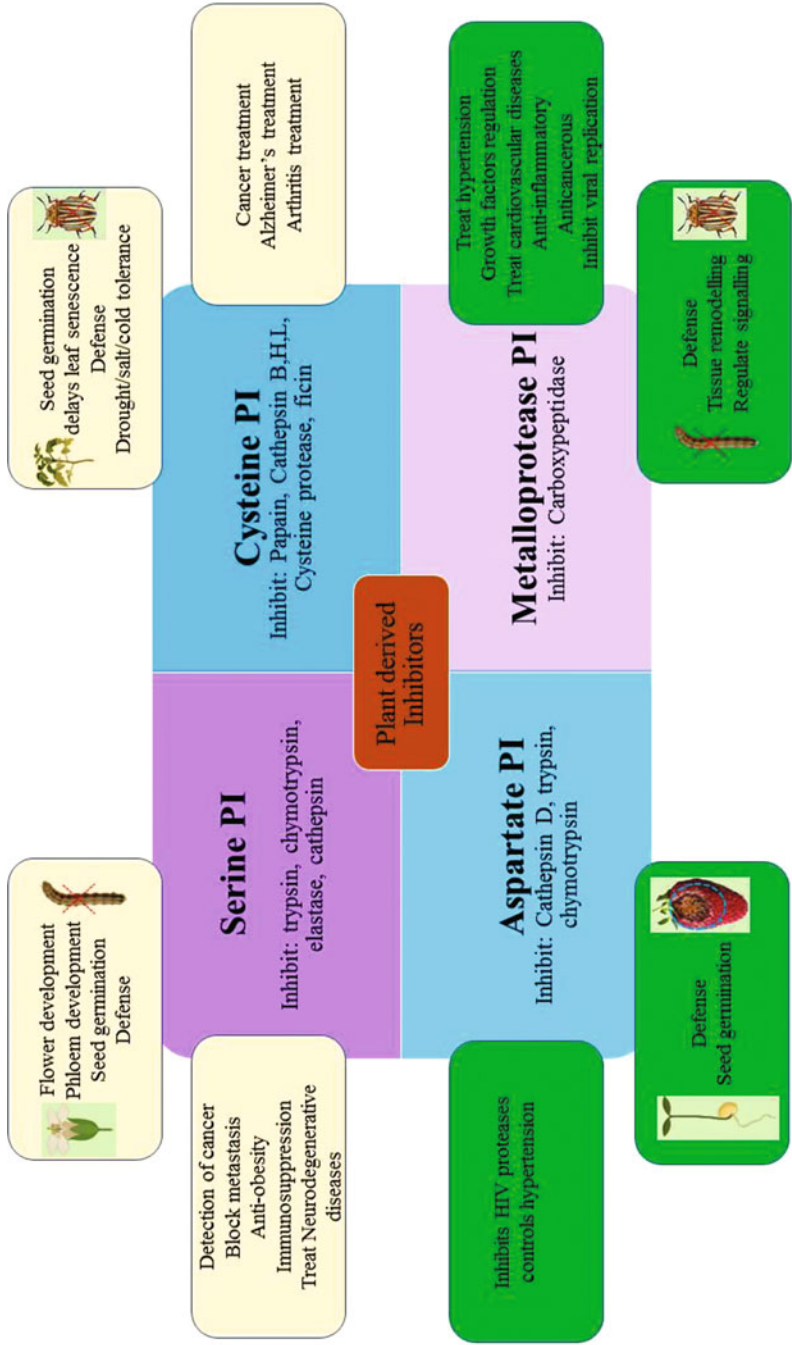 Flower development
Phloem development
Seed germination
Defense
Seed germination
delays leaf senescence
Defense
Drought/salt/cold tolerance
Detection of cancer
Block metastasis
Anti-obesity
Immunosuppression
Treat Neurodegenerative
diseases
Serine PI
Inhibit: trypsin, chymotrypsin,
elastase, cathepsin
Cysteine PI
Inhibit: Papain, Cathepsin B,H,L,
Cysteine protease, ficin
Cancer treatment
Alzheimer's treatment
Arthritis treatment
Plant derived
Inhibitors
Inhibits HIV proteases
controls hypertension
Aspartate PI
Inhibit: Cathepsin D, trypsin,
chymotrypsin
Metalloprotease PI
Inhibit: Carboxypeptidase
Treat hypertension
Growth factors regulation
Treat cardiovascular diseases
Anti-inflammatory
Anticancerous
Inhibit viral replication
Defense
Seed germination
Defense
Tissue remodelling
Regulate signalling